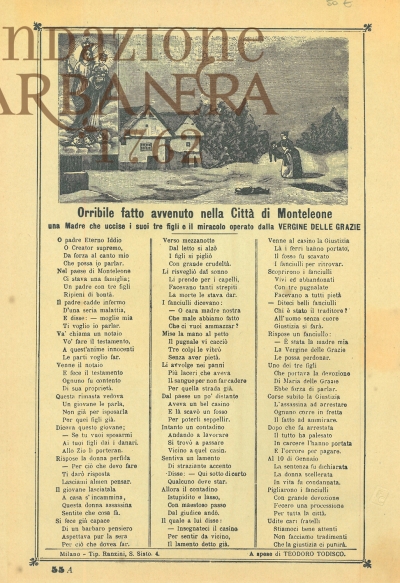 50 E
Fondazione
BARBANERA
1762
Orribile fatto avvenuto nella Città di Monteleone
una Madre che uccise i suoi tre figli e il miracolo operato dalla VERGINE DELLE GRAZIE
O padre Eterno Iddio
O Creator supremo,
Da forza al canto mio
Che possa io parlar.
Nel paese di Monteleone
Ci stava una famiglia;
Un padre con tre figli
Ripieni di bontà.
Il padre cadde infermo
D'una seria malattia,
E disse: — moglie mia
Ti voglio io parlar.
Va' chiama un notaio
Vo' fare il testamento,
A quest'anime innocenti
Le parti voglio far.
Venne il notaio
E fece il testamento
Ognuno fu contento
Di sua proprietà.
Questa rimasta vedova
Un giovane le parla,
Non già per isposarla
Per quei figli già.
Diceva questo giovane:
— Se tu vuoi sposarmi
Ai tuoi figli dai i danari.
Allo Zio li porterai.
Rispose la donna perfida
— Per ciò che devo fare
Ti darò risposta
Lasciami alcun pensar.
Il giovane lasciatala
A casa s'incammina,
Questa donna assassina
Sentite che cosa fà.
Si fece già capace
Di un barbaro pensiero
Aspettava pur la sera
Per ciò che dovea far.
Verso mezzanotte
Dal letto si alzò
I figli si pigliò
Con grande crudeltà.
Li risvegliò dal sonno
Li prende per i capelli,
Facevano tanti strepiti.
La morte le stava dar.
I fanciulli dicevano:
— O cara madre nostra
Che male abbiamo fatto
Che ci vuoi ammazzar?
Mise la mano al petto
Il pugnale vi cacciò
Tre colpi le vibrò
Senza aver pietà.
Li avvolge nei panni
Più laceri che aveva
Il sangue per non far cadere
Per quella strada già.
Dal paese un po' distante
Aveva un bel casino
E là scavò un fosso
Per poterli seppellir.
Intanto un contadino
Andando a lavorare
Si trovò a passare
Vicino a quel casin.
Sentiva un lamento
Di straziante accento
— Disse: — Qui sotto dicerto
Qualcuno deve star.
Allora il contadino
Istupidito e lasso,
Con maestoso passo
Dal giudice andò.
Il quale a lui disse:
— Insegnateci il casino
Per sentir da vicino,
Il lamento detto già.
Venne al casino la Giustizia
Là i ferri hanno portato,
Il fosso fu scavato
I fanciulli per ritrovar.
Scoprirono i fanciulli
Vivi ed abbandonati
Con tre pugnalate
Facevano a tutti pietà
— Diteci belli fanciulli
Chi è stato il traditore?
All'uomo senza cuore
Giustizia si farà.
Rispose un fanciullo:
— È stata la madre mia
La Vergine delle Grazie
Le possa perdonar.
Uno dei tre figli
Che portava la devozione
Di Maria delle Grazie
Ebbe forza di parlar.
Corse subito la Giustizia
L'assassina ad arrestare
Ognuno corre in fretta
Il fatto ad ammirare.
Dopo che fu arrestata
Il tutto ha palesato
In carcere l'hanno portata
E l'orrore per pagare.
Al 10 di Gennaio
La sentenza fu dichiarata
La donna scellerata
In vita fu condannata.
Pigliarono i fanciulli
Con grande devozione
Fecero una processione
Per tutta la città.
Udite cari fratelli
Stiamoci bene attenti
Non facciamo tradimenti
Che la giustizia ci punirà.
Milano - Tip. Ranzini, S. Sisto, 4.
A spese di TEODORO TODISCO.
55 A